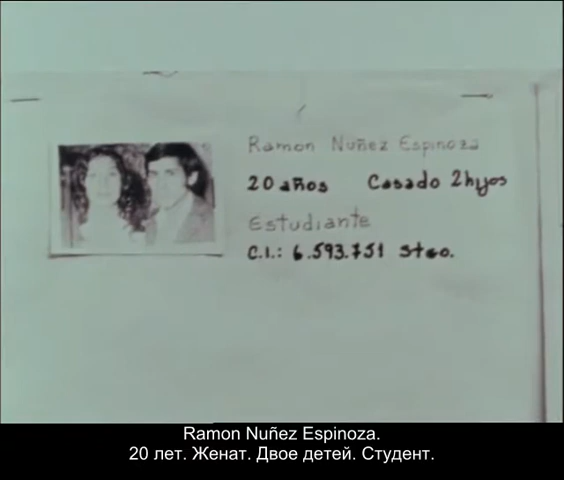 Ramon Nuñez Espinoza
20 años Casado 2 hijos
Estudiante
C.I.: 6.593.751 Stgo.
Ramon Nuñez Espinoza.
20 лет. Женат. Двое детей. Студент.